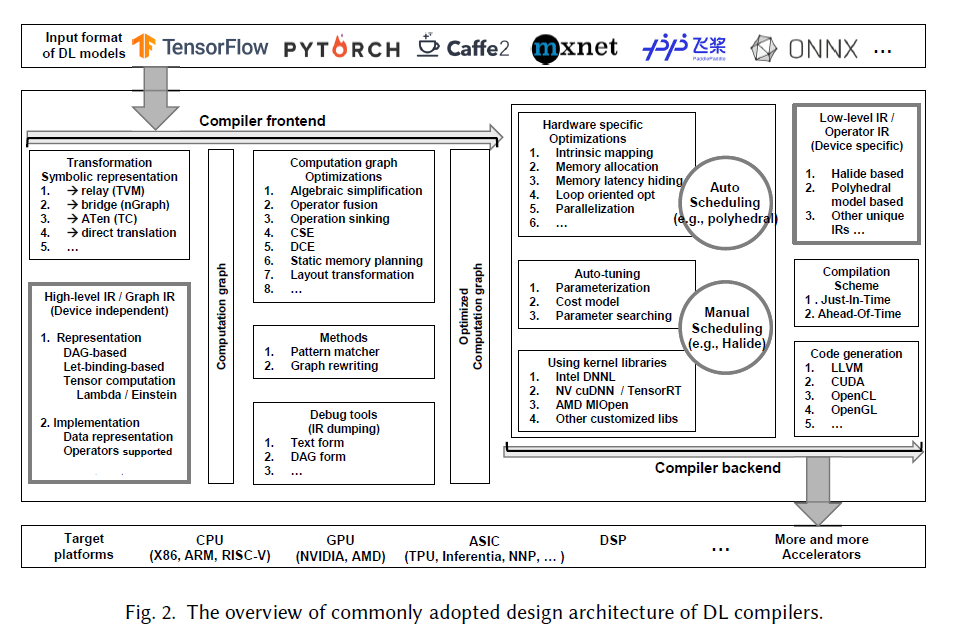 Input format
of DL models
TensorFlow
PYTORCH
Caffe2
mxnet
飞桨
PaddlePaddle
ONNX
...
Compiler frontend
Transformation
Symbolic representation
1. → relay (TVM)
2. → bridge (nGraph)
3. → ATen (TC)
4. → direct translation
5. ...
High-level IR / Graph IR
(Device independent)
1. Representation
DAG-based
Let-binding-based
Tensor computation
Lambda / Einstein
2. Implementation
Data representation
Operators supported
Computation graph
Computation graph
Optimizations
1. Algebraic simplification
2. Operator fusion
3. Operation sinking
4. CSE
5. DCE
6. Static memory planning
7. Layout transformation
8. ...
Methods
1. Pattern matcher
2. Graph rewriting
Debug tools
(IR dumping)
1. Text form
2. DAG form
3. ...
Optimized
Computation graph
Hardware specific
Optimizations
1. Intrinsic mapping
2. Memory allocation
3. Memory latency hiding
4. Loop oriented opt
5. Parallelization
6. ...
Auto
Scheduling
(e.g., polyhedral)
Auto-tuning
1. Parameterization
2. Cost model
3. Parameter searching
Manual
Scheduling
(e.g., Halide)
Using kernel libraries
1. Intel DNNL
2. NV cuDNN / TensorRT
3. AMD MIOpen
4. Other customized libs
Low-level IR /
Operator IR
(Device specific)
1. Halide based
2. Polyhedral
model based
3. Other unique
IRs ...
Compilation
Scheme
1 . Just-In-Time
2. Ahead-Of-Time
Code generation
1. LLVM
2. CUDA
3. OpenCL
4. OpenGL
5. ...
Compiler backend
Target
platforms
CPU
(X86, ARM, RISC-V)
GPU
(NVIDIA, AMD)
ASIC
(TPU, Inferentia, NNP, ... )
DSP
...
More and more
Accelerators
Fig. 2. The overview of commonly adopted design architecture of DL compilers.